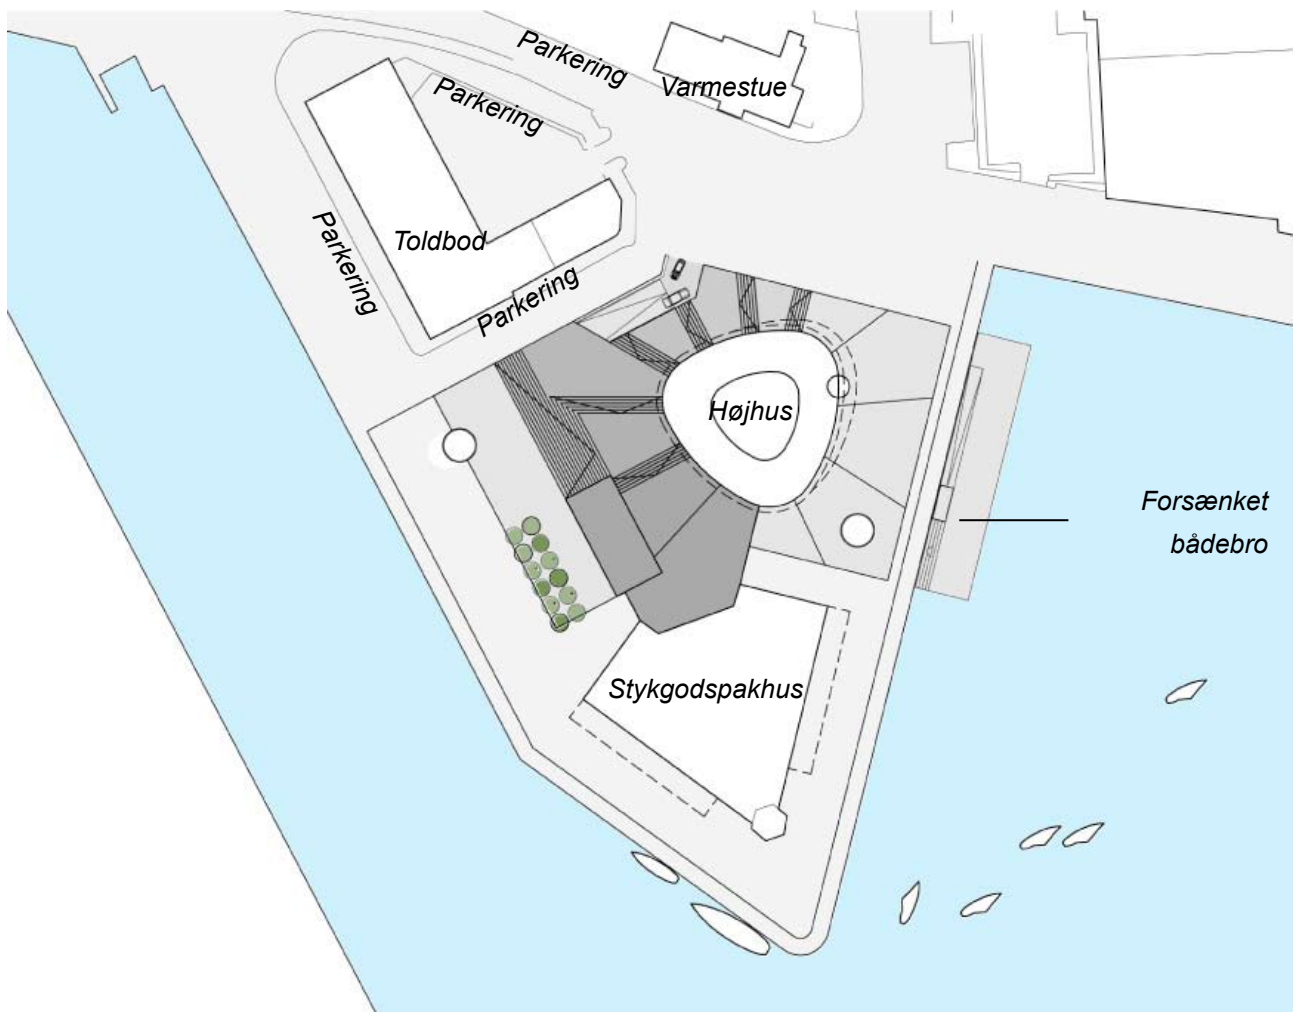 Parkering
Varmestue
Parkering
Parkering
Toldbod
Parkering
Højhus
Forsænket
bådebro
Stykgodspakhus